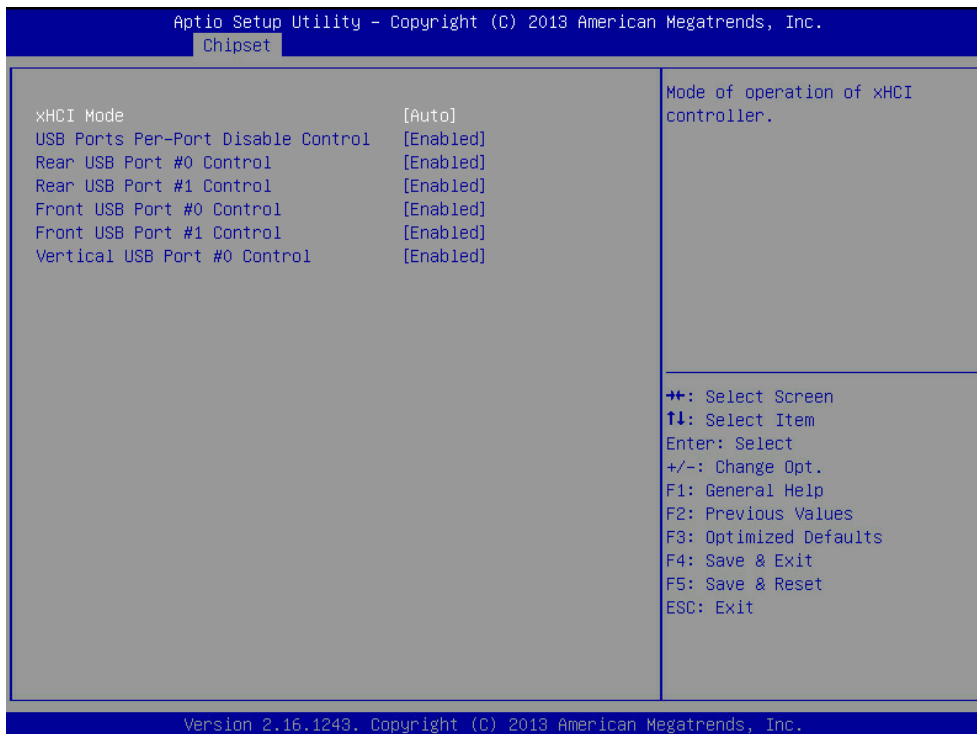 Aptio Setup Utility – Copyright (C) 2013 American Megatrends, Inc.
Chipset
xHCI Mode [Auto]
USB Ports Per-Port Disable Control [Enabled]
Rear USB Port #0 Control [Enabled]
Rear USB Port #1 Control [Enabled]
Front USB Port #0 Control [Enabled]
Front USB Port #1 Control [Enabled]
Vertical USB Port #0 Control [Enabled]
Mode of operation of xHCI
controller.
→←: Select Screen
↑↓: Select Item
Enter: Select
+/-: Change Opt.
F1: General Help
F2: Previous Values
F3: Optimized Defaults
F4: Save & Exit
F5: Save & Reset
ESC: Exit
Version 2.16.1243. Copyright (C) 2013 American Megatrends, Inc.